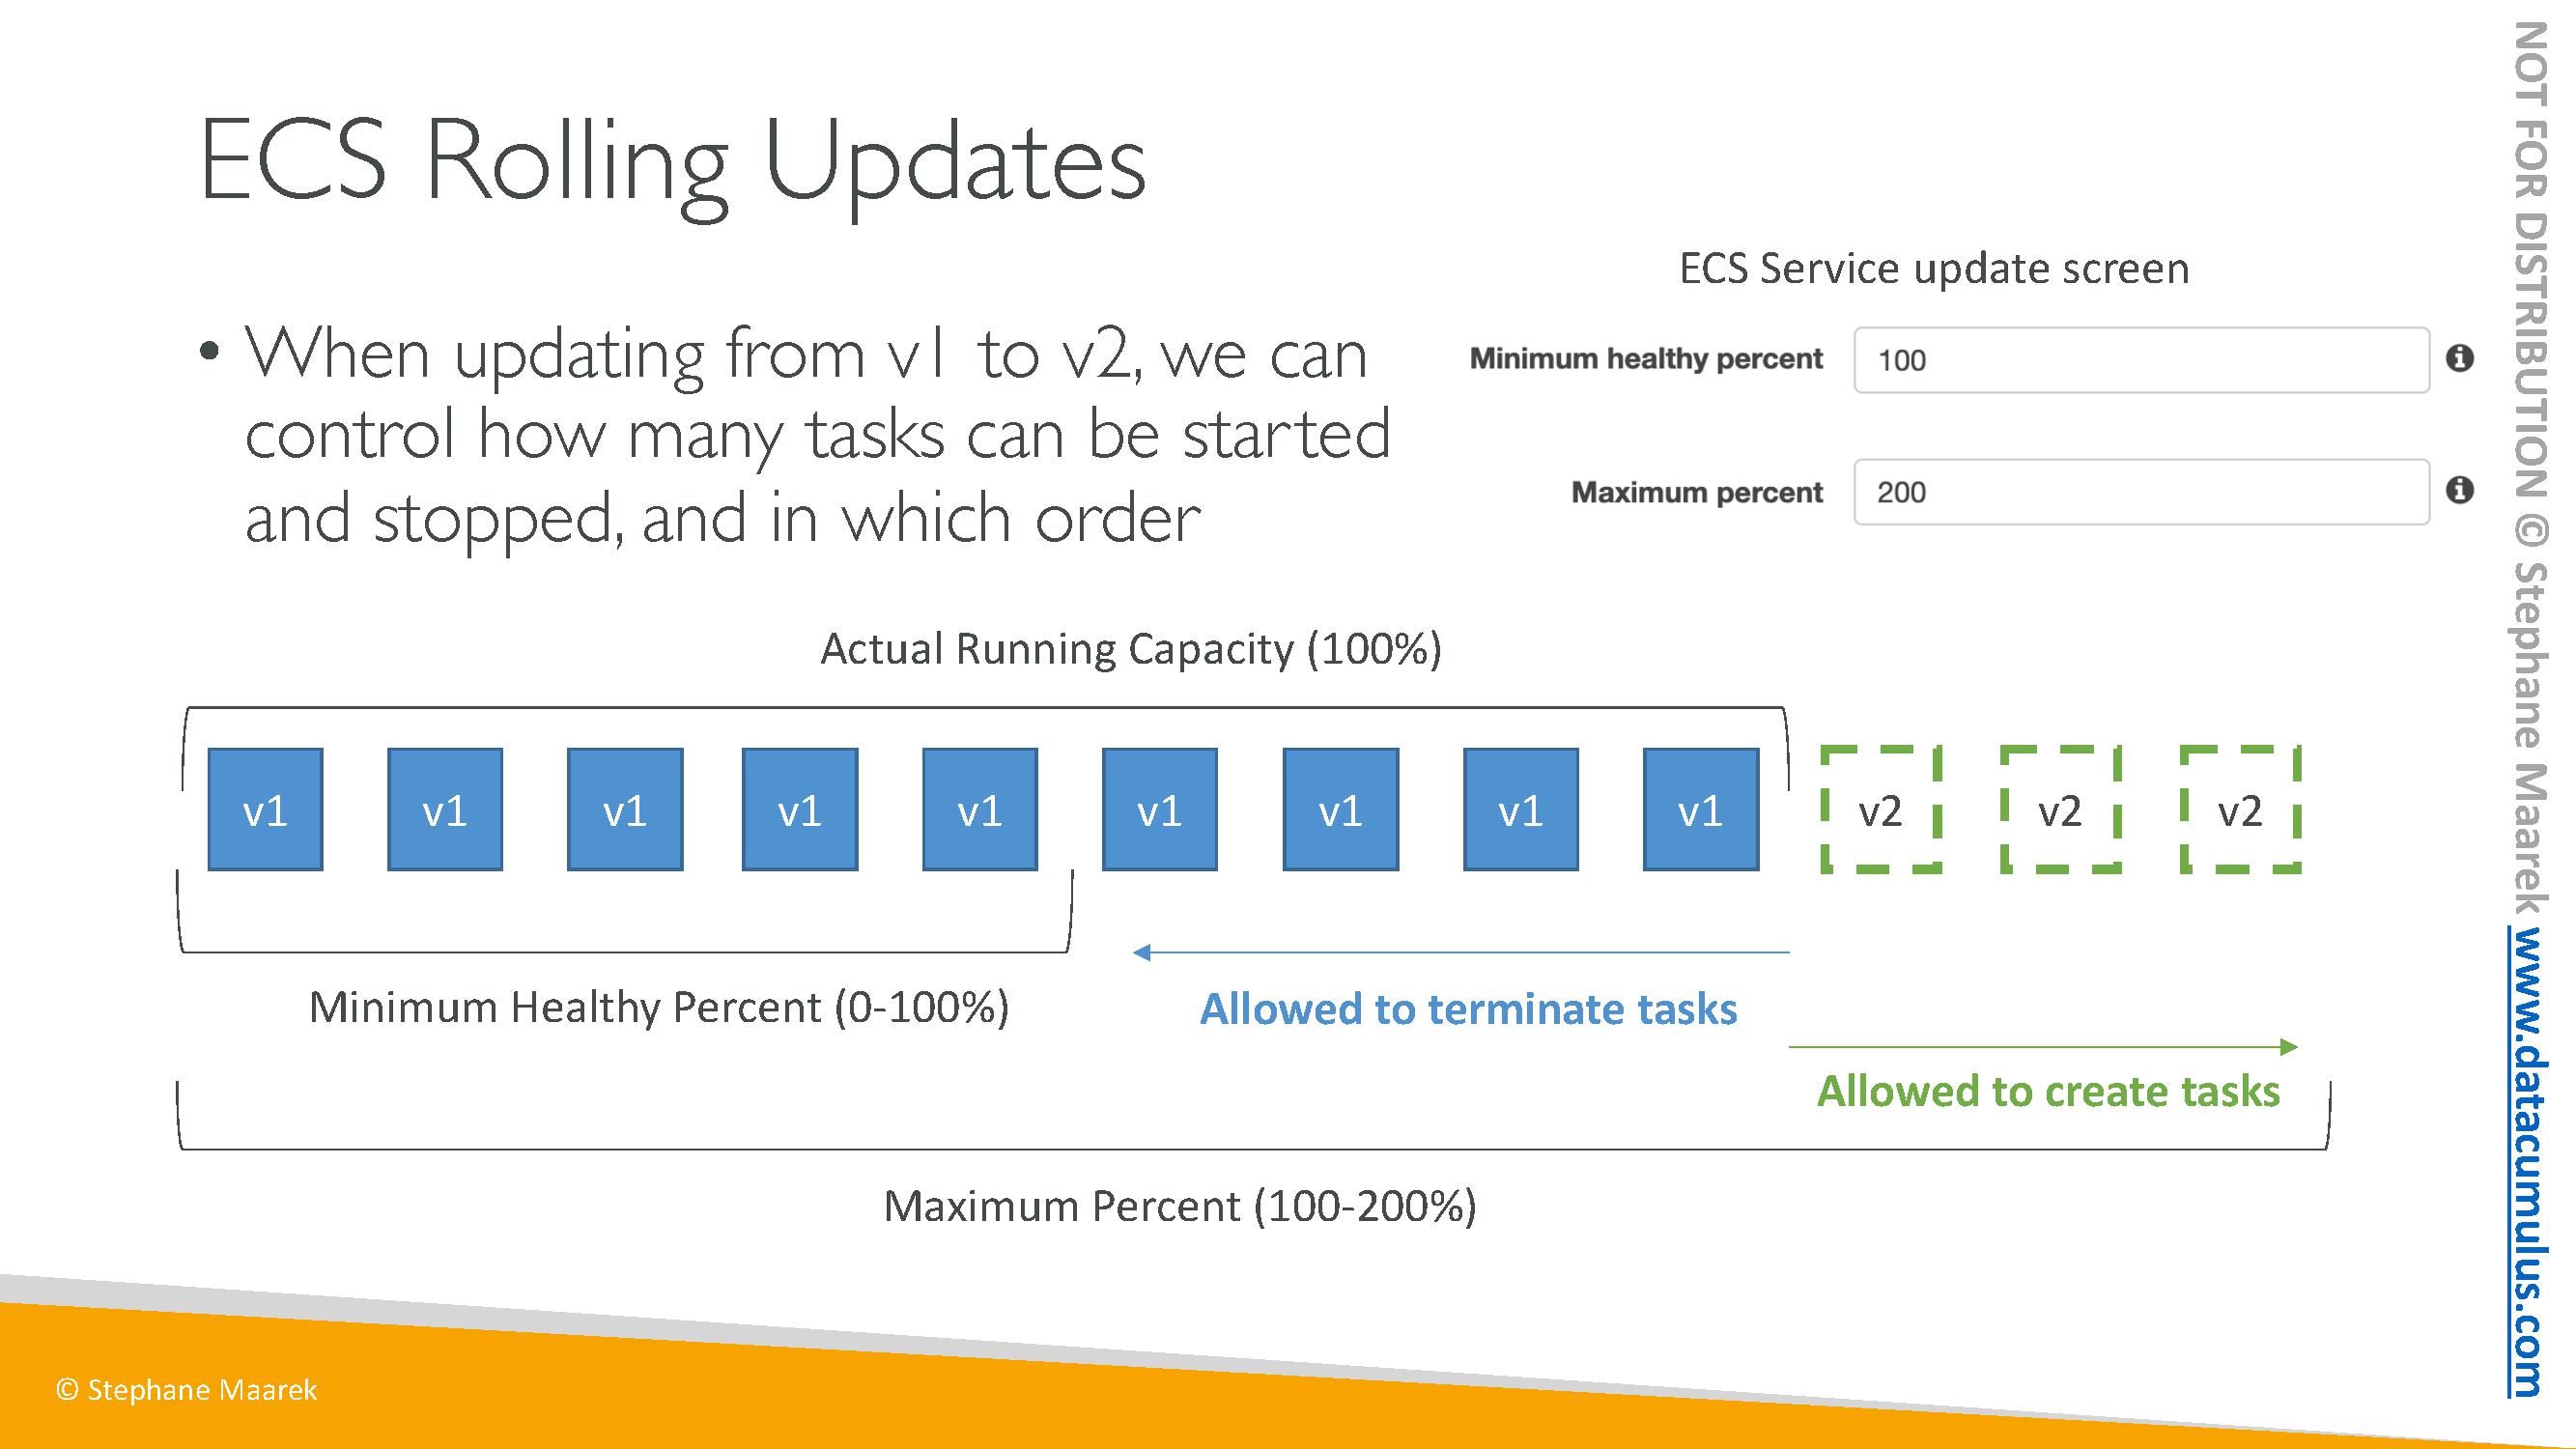 ECS Rolling Updates
• When updating from v1 to v2, we can
control how many tasks can be started
and stopped, and in which order
ECS Service update screen
Minimum healthy percent 100
Maximum percent 200
Actual Running Capacity (100%)
v1 v1 v1 v1 v1 v1 v1 v1 v1 v2 v2 v2
Minimum Healthy Percent (0-100%)
Allowed to terminate tasks
Allowed to create tasks
Maximum Percent (100-200%)
© Stephane Maarek
NOT FOR DISTRIBUTION © Stephane Maarek www.datacumulus.com